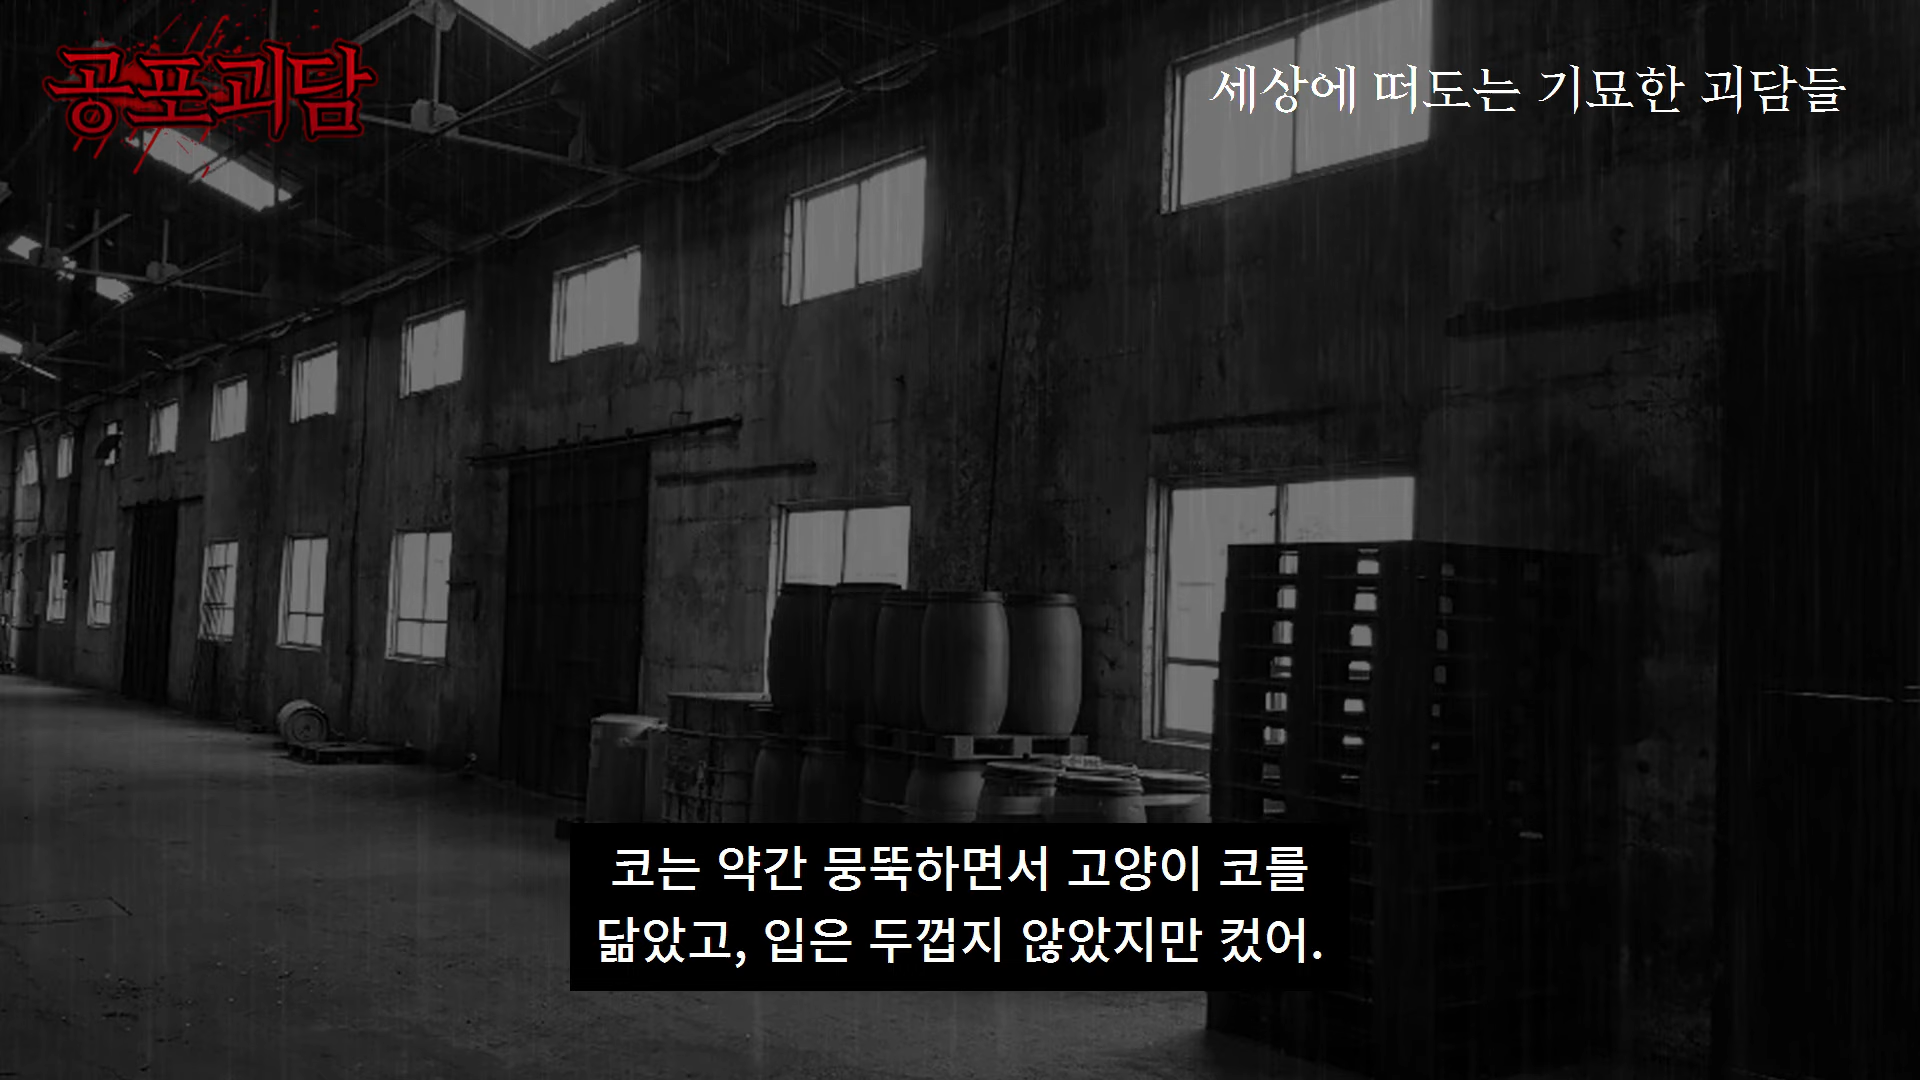 공포괴담
세상에 떠도는 기묘한 괴담들
코는 약간 뭉뚝하면서 고양이 코를
닮았고, 입은 두껍지 않았지만 컸어.